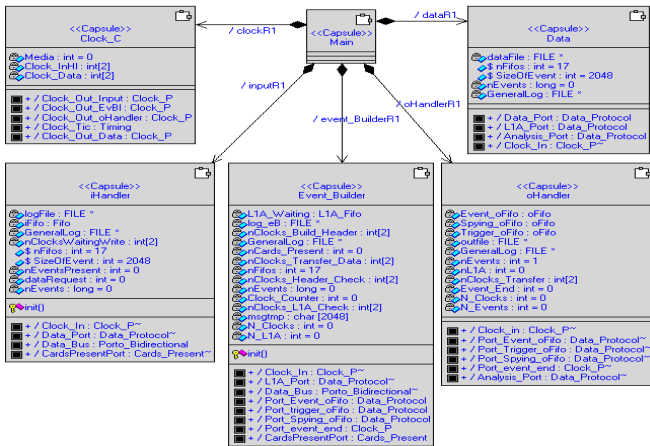 <<Capsule>>
Clock_C
Media : int = 0
Clock_InHI : int[2]
Clock_Data : int[2]
+ / Clock_Out_Input : Clock_P
+ / Clock_Out_EvBl : Clock_P
+ / Clock_Out_oHandler : Clock_P
+ / Clock_Tic : Timing
+ / Clock_Out_Data : Clock_P
/ clockR1
<<Capsule>>
Main
/ dataR1
<<Capsule>>
Data
dataFile : FILE *
$ nFifos : int = 17
$ SizeOfEvent : int = 2048
nEvents : long = 0
GeneralLog : FILE *
+ / Data_Port : Data_Protocol
+ / L1A_Port : Data_Protocol
+ / Analysis_Port : Data_Protocol
+ / Clock_In : Clock_P~
/ inputR1
/ event_BuilderR1
/ oHandlerR1
<<Capsule>>
iHandler
logFile : FILE *
iFifo : Fifo
GeneralLog : FILE *
nClocksWaitingWrite : int[2]
$ nFifos : int = 17
$ SizeOfEvent : int = 2048
nEventsPresent : int = 0
dataRequest : int = 0
nEvents : long = 0
init()
+ / Clock_In : Clock_P~
+ / Data_Port : Data_Protocol~
+ / Data_Bus : Porto_Bidirectional
+ / CardsPresentPort : Cards_Present~
<<Capsule>>
Event_Builder
L1A_Waiting : L1A_Fifo
log_eB : FILE *
nClocks_Build_Header : int[2]
GeneralLog : FILE *
nCards_Present : int = 0
nClocks_Transfer_Data : int[2]
nFifos : int = 17
nClocks_Header_Check : int[2]
nEvents : long = 0
Clock_Counter : int = 0
nClocks_L1A_Check : int[2]
msgtmp : char [2048]
N_Clocks : int = 0
N_L1A : int = 0
init()
+ / Clock_In : Clock_P~
+ / L1A_Port : Data_Protocol~
+ / Data_Bus : Porto_Bidirectional~
+ / Port_Event_oFifo : Data_Protocol
+ / Port_trigger_oFifo : Data_Protocol
+ / Port_Spying_oFifo : Data_Protocol
+ / Port_event_end : Clock_P
+ / CardsPresentPort : Cards_Present
<<Capsule>>
oHandler
Event_oFifo : oFifo
Spying_oFifo : oFifo
Trigger_oFifo : oFifo
outfile : FILE *
GeneralLog : FILE *
nEvents : int = 1
nL1A : int = 0
nClocks_Transfer : int[2]
Event_End : int = 0
N_Clocks : int = 0
N_Events : int = 0
+ / Clock_in : Clock_P~
+ / Port_Event_oFifo : Data_Protocol~
+ / Port_Trigger_oFifo : Data_Protocol~
+ / Port_Spying_oFifo : Data_Protocol~
+ / Port_event_end : Clock_P~
+ / Analysis_Port : Data_Protocol~